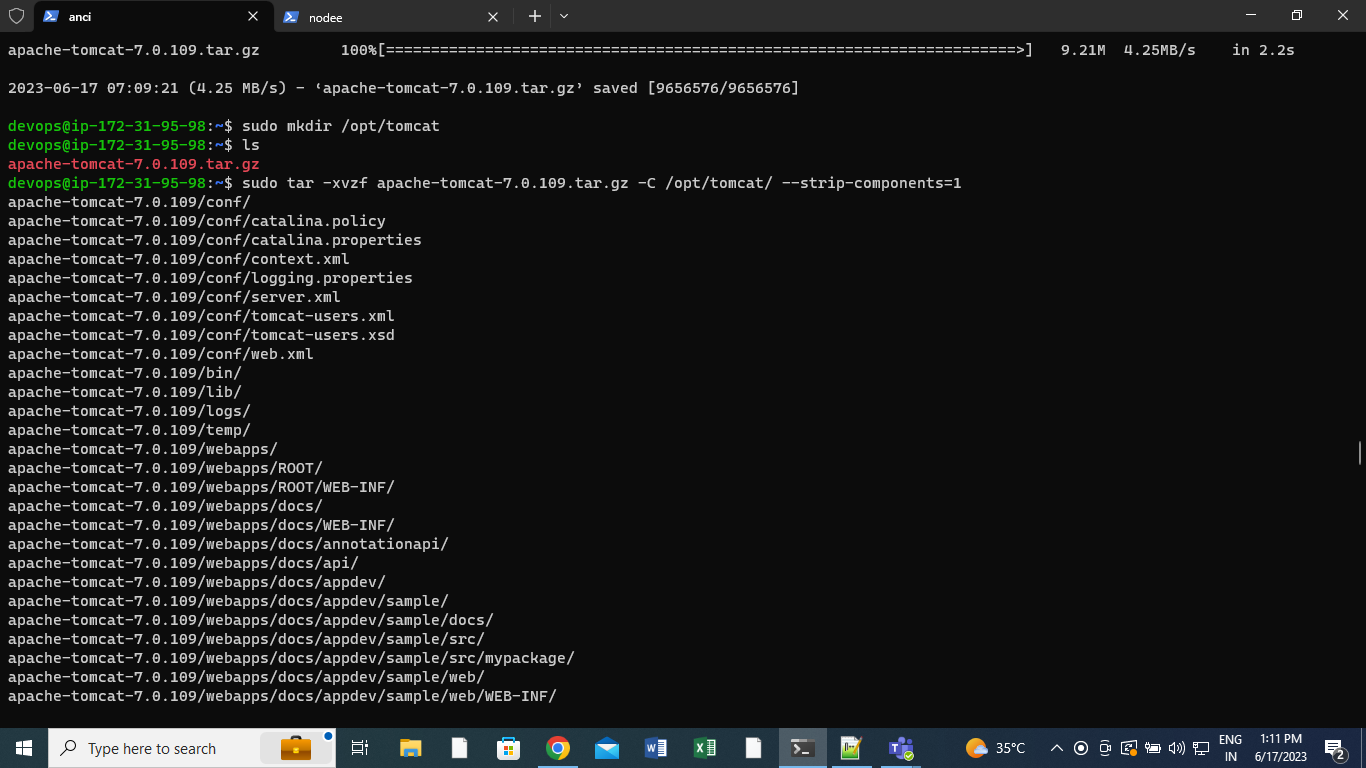 anci
nodee
apache-tomcat-7.0.109.tar.gz         100%[======================================================================>]   9.21M  4.25MB/s    in 2.2s
2023-06-17 07:09:21 (4.25 MB/s) - ‘apache-tomcat-7.0.109.tar.gz’ saved [9656576/9656576]
devops@ip-172-31-95-98:~$ sudo mkdir /opt/tomcat
devops@ip-172-31-95-98:~$ ls
apache-tomcat-7.0.109.tar.gz
devops@ip-172-31-95-98:~$ sudo tar -xvzf apache-tomcat-7.0.109.tar.gz -C /opt/tomcat/ --strip-components=1
apache-tomcat-7.0.109/conf/
apache-tomcat-7.0.109/conf/catalina.policy
apache-tomcat-7.0.109/conf/catalina.properties
apache-tomcat-7.0.109/conf/context.xml
apache-tomcat-7.0.109/conf/logging.properties
apache-tomcat-7.0.109/conf/server.xml
apache-tomcat-7.0.109/conf/tomcat-users.xml
apache-tomcat-7.0.109/conf/tomcat-users.xsd
apache-tomcat-7.0.109/conf/web.xml
apache-tomcat-7.0.109/bin/
apache-tomcat-7.0.109/lib/
apache-tomcat-7.0.109/logs/
apache-tomcat-7.0.109/temp/
apache-tomcat-7.0.109/webapps/
apache-tomcat-7.0.109/webapps/ROOT/
apache-tomcat-7.0.109/webapps/ROOT/WEB-INF/
apache-tomcat-7.0.109/webapps/docs/
apache-tomcat-7.0.109/webapps/docs/WEB-INF/
apache-tomcat-7.0.109/webapps/docs/annotationapi/
apache-tomcat-7.0.109/webapps/docs/api/
apache-tomcat-7.0.109/webapps/docs/appdev/
apache-tomcat-7.0.109/webapps/docs/appdev/sample/
apache-tomcat-7.0.109/webapps/docs/appdev/sample/docs/
apache-tomcat-7.0.109/webapps/docs/appdev/sample/src/
apache-tomcat-7.0.109/webapps/docs/appdev/sample/src/mypackage/
apache-tomcat-7.0.109/webapps/docs/appdev/sample/web/
apache-tomcat-7.0.109/webapps/docs/appdev/sample/web/WEB-INF/
Type here to search
35°C
ENG
IN
1:11 PM
6/17/2023
2